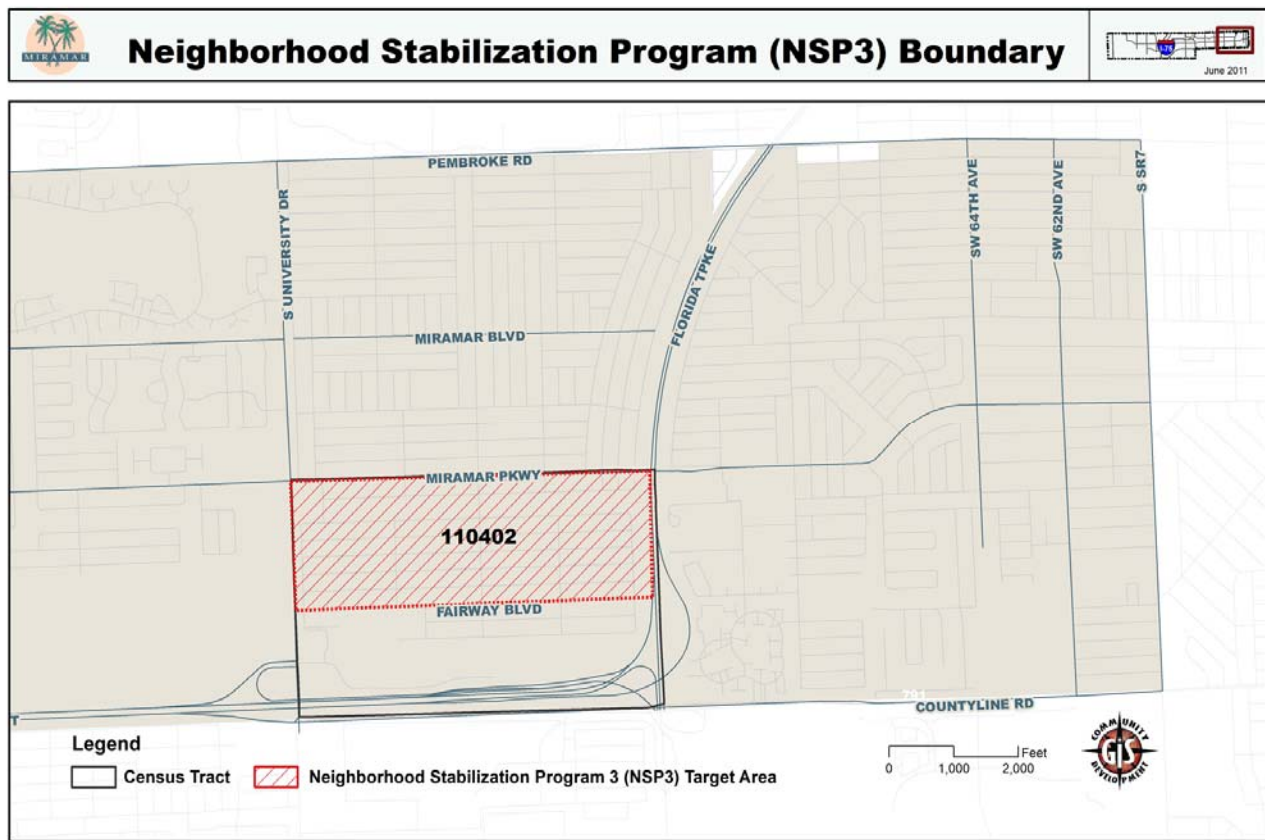 MIRAMAR
Neighborhood Stabilization Program (NSP3) Boundary
I-75
June 2011
PEMBROKE RD
S UNIVERSITY DR
FLORIDA TPKE
SW 64TH AVE
SW 62ND AVE
S SR7
MIRAMAR BLVD
MIRAMAR PKWY
110402
FAIRWAY BLVD
791
COUNTYLINE RD
T
Legend
Census Tract
Neighborhood Stabilization Program 3 (NSP3) Target Area
Feet
0 1,000 2,000
COMMUNITY
GIS
DEVELOPMENT